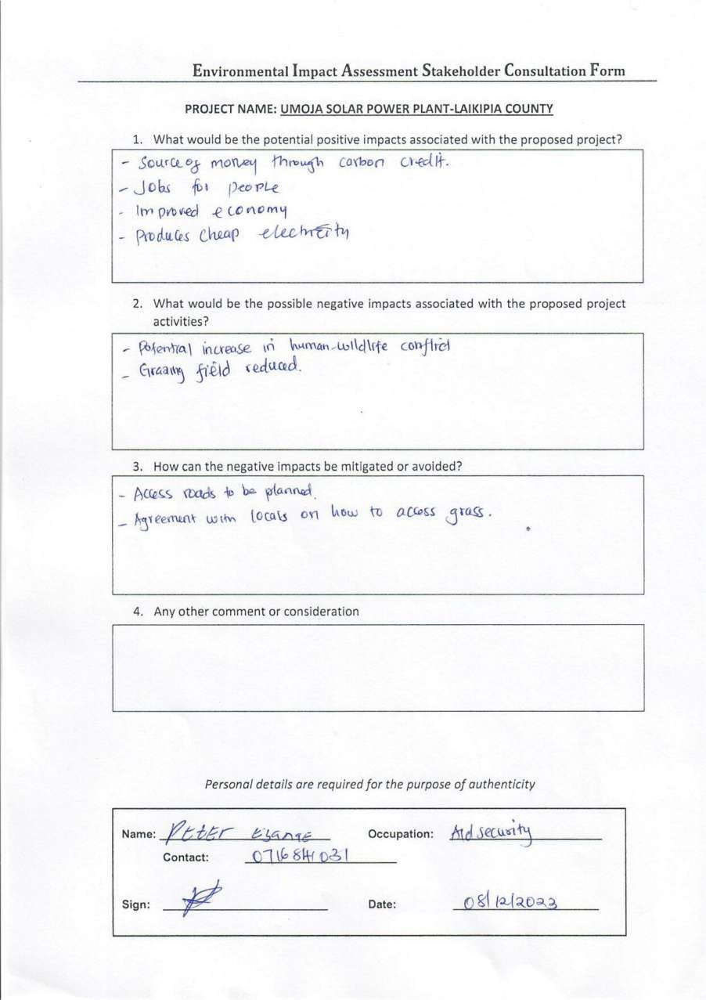 Environmental Impact Assessment Stakeholder Consultation Form
PROJECT NAME: UMOJA SOLAR POWER PLANT-LAIKIPIA COUNTY
1. What would be the potential positive impacts associated with the proposed project?
- Source of money through carbon credit.
- Jobs for people
- Improved economy
- Produces cheap electricity
2. What would be the possible negative impacts associated with the proposed project
activities?
- Potential increase in human-wildlife conflict
- Grazing field reduced.
3. How can the negative impacts be mitigated or avoided?
- Access roads to be planned.
- Agreement with locals on how to access grass.
4. Any other comment or consideration
Personal details are required for the purpose of authenticity
Name: Peter Occupation: security
Contact:
Sign: Date: 08/12/2023